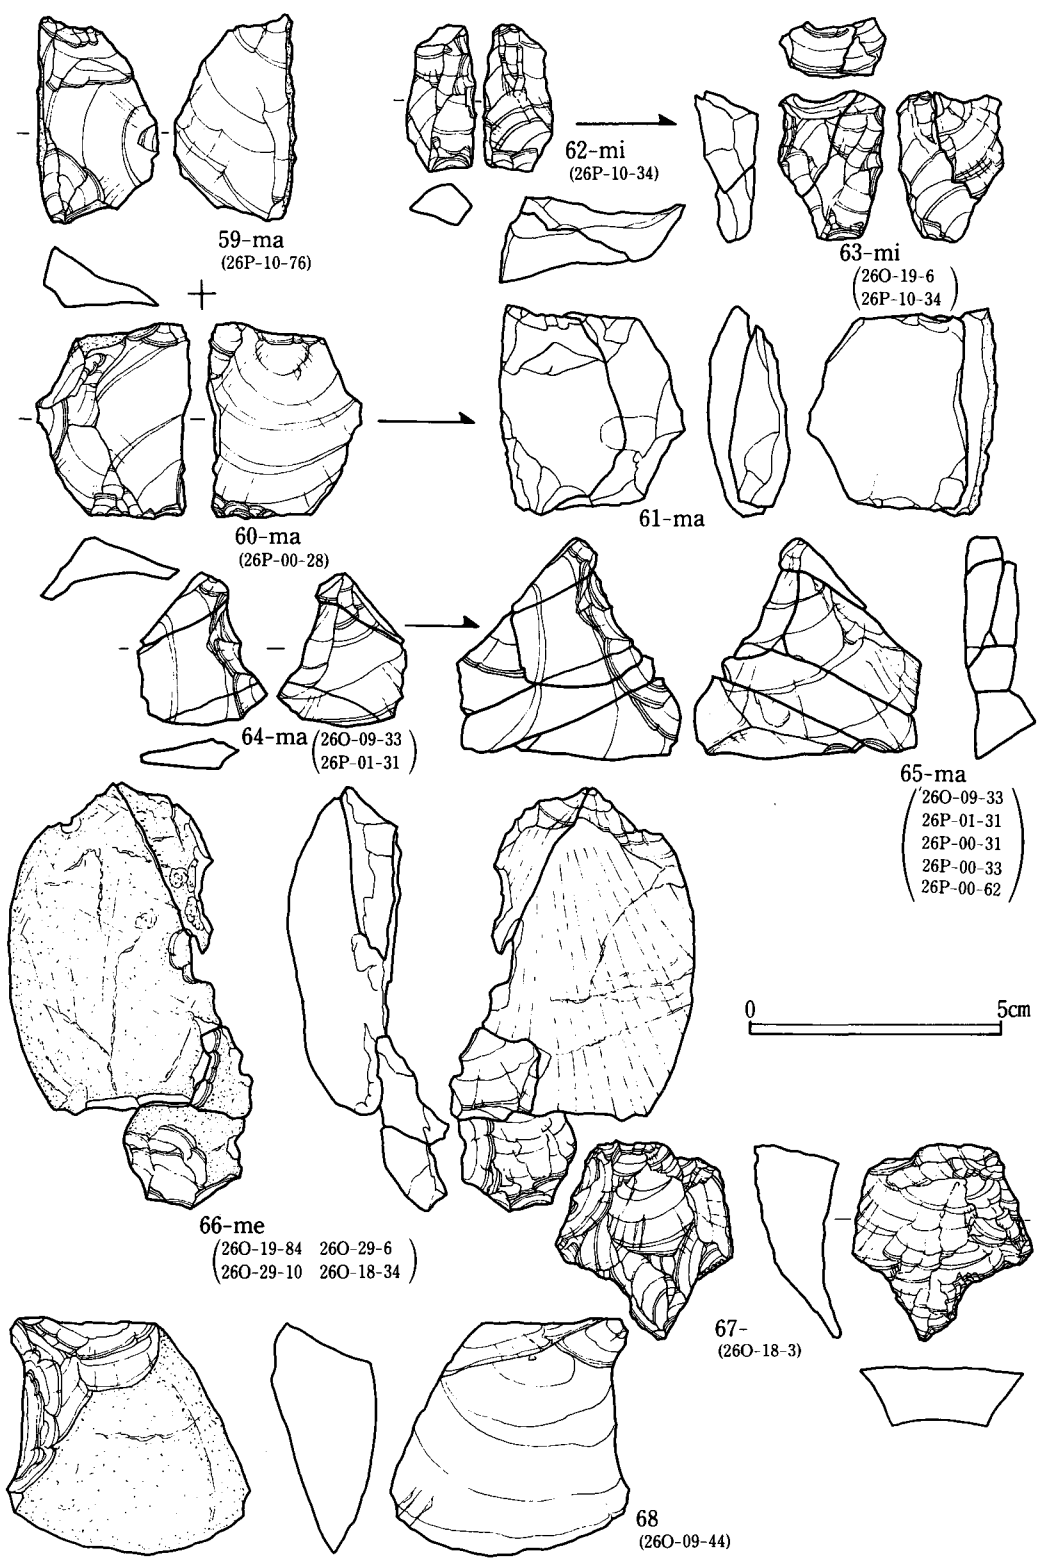 59-ma
(26P-10-76)
62-mi
(26P-10-34)
63-mi
(26O-19-6
26P-10-34)
60-ma
(26P-00-28)
61-ma
64-ma (26O-09-33
26P-01-31)
65-ma
(26O-09-33
26P-01-31
26P-00-31
26P-00-33
26P-00-62)
0 5cm
66-me
(26O-19-84 26O-29-6
26O-29-10 26O-18-34)
67-
(26O-18-3)
68
(26O-09-44)